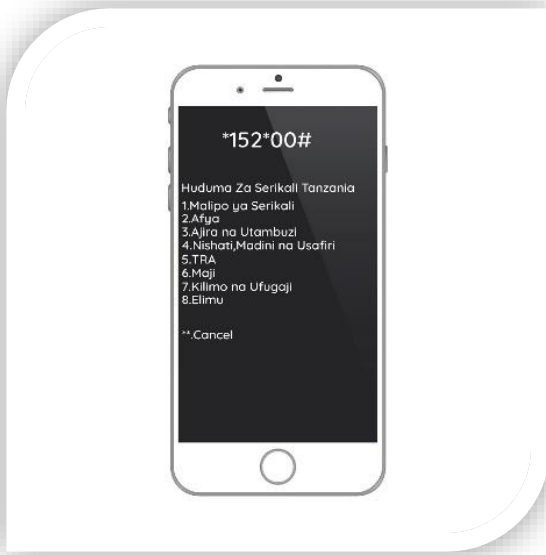 *152*00#
Huduma Za Serikali Tanzania
1.Malipo ya Serikali
2.Afya
3.Ajira na Utambuzi
4.Nishati,Madini na Usafiri
5.TRA
6.Maji
7.Kilimo na Ufugaji
8.Elimu
**.Cancel